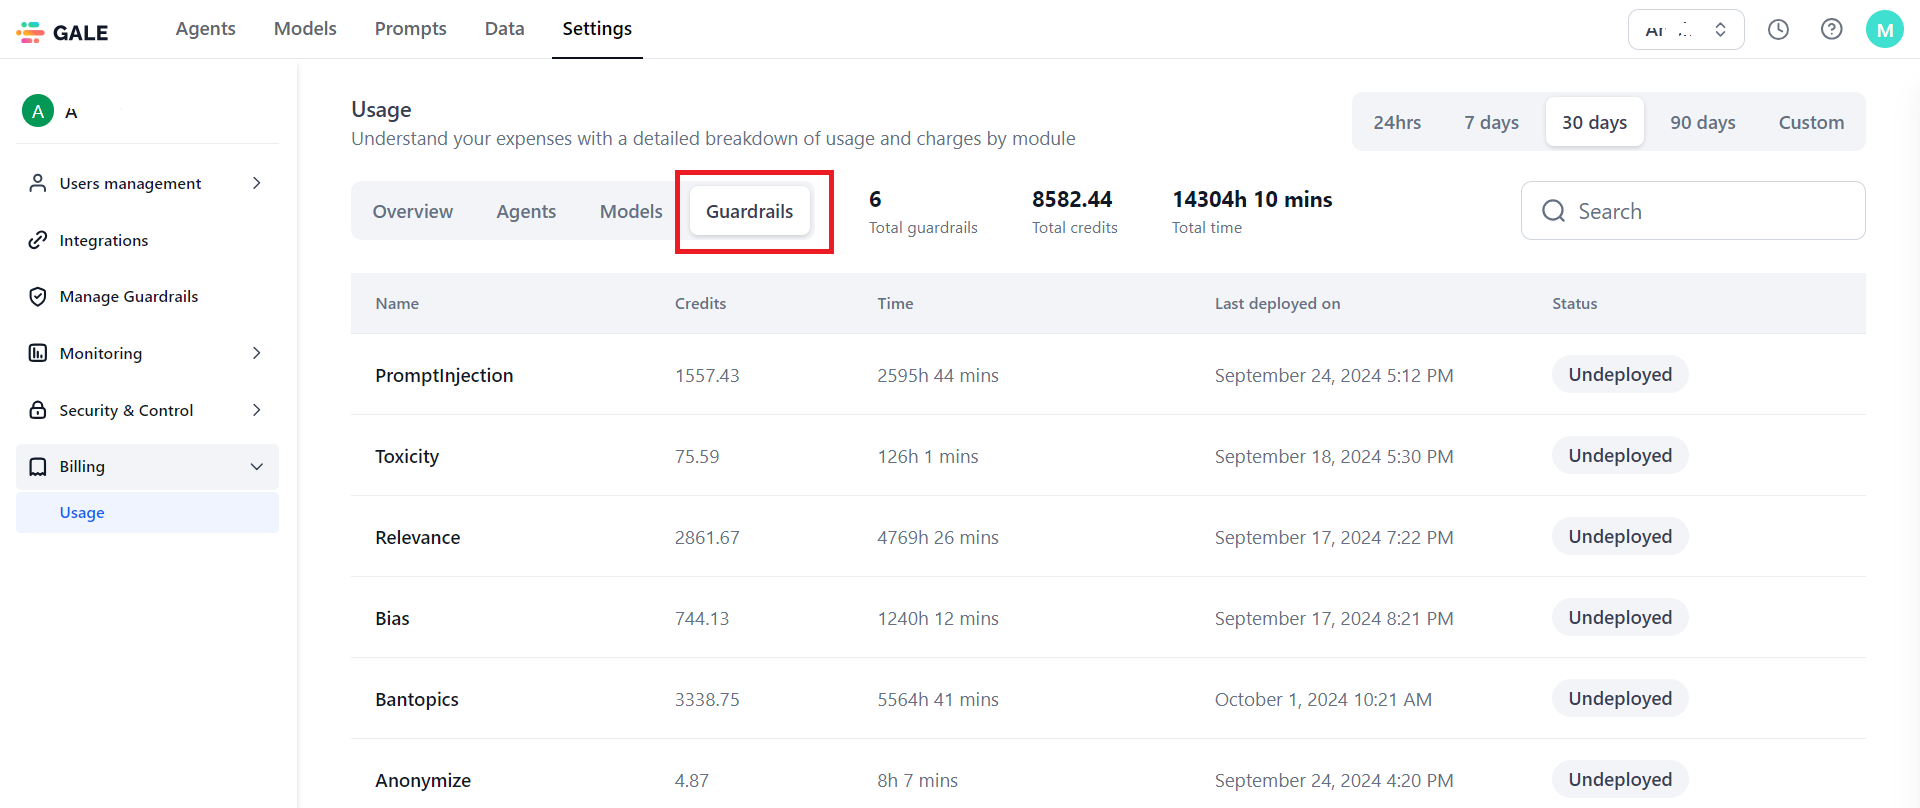 GALE
Agents Models Prompts Data Settings
M
A A
Users management
Integrations
Manage Guardrails
Monitoring
Security & Control
Billing
Usage
Usage
Understand your expenses with a detailed breakdown of usage and charges by module
24hrs 7 days 30 days 90 days Custom
Overview Agents Models Guardrails
6
Total guardrails
8582.44
Total credits
14304h 10 mins
Total time
Search
Name Credits Time Last deployed on Status
PromptInjection 1557.43 2595h 44 mins September 24, 2024 5:12 PM Undeployed
Toxicity 75.59 126h 1 mins September 18, 2024 5:30 PM Undeployed
Relevance 2861.67 4769h 26 mins September 17, 2024 7:22 PM Undeployed
Bias 744.13 1240h 12 mins September 17, 2024 8:21 PM Undeployed
Bantopics 3338.75 5564h 41 mins October 1, 2024 10:21 AM Undeployed
Anonymize 4.87 8h 7 mins September 24, 2024 4:20 PM Undeployed